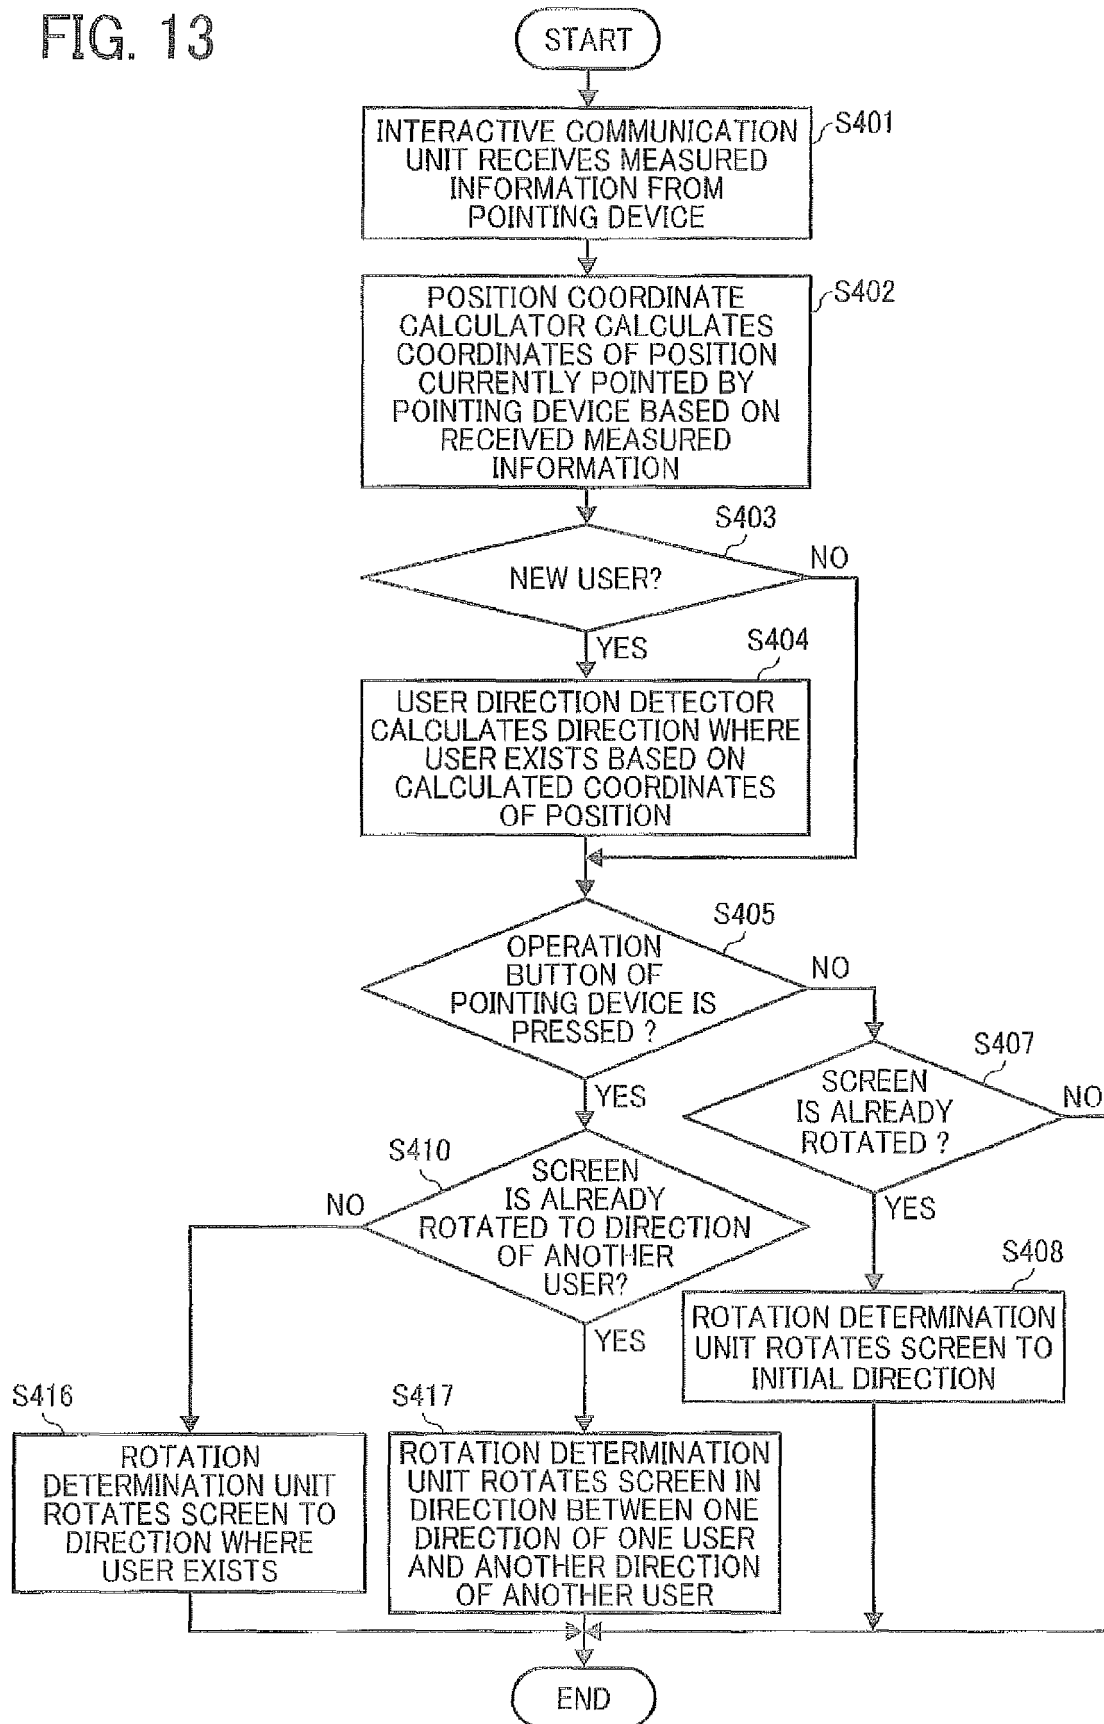 FIG. 13
START
S401
INTERACTIVE COMMUNICATION
UNIT RECEIVES MEASURED
INFORMATION FROM
POINTING DEVICE
S402
POSITION COORDINATE
CALCULATOR CALCULATES
COORDINATES OF POSITION
CURRENTLY POINTED BY
POINTING DEVICE BASED ON
RECEIVED MEASURED
INFORMATION
S403
NEW USER?
NO
YES
S404
USER DIRECTION DETECTOR
CALCULATES DIRECTION WHERE
USER EXISTS BASED ON
CALCULATED COORDINATES
OF POSITION
S405
OPERATION
BUTTON OF
POINTING DEVICE IS
PRESSED ?
NO
YES
S407
SCREEN
IS ALREADY
ROTATED ?
NO
YES
S410
SCREEN
IS ALREADY
ROTATED TO DIRECTION
OF ANOTHER
USER?
NO
YES
S408
ROTATION DETERMINATION
UNIT ROTATES SCREEN TO
INITIAL DIRECTION
S416
ROTATION
DETERMINATION UNIT
ROTATES SCREEN TO
DIRECTION WHERE
USER EXISTS
S417
ROTATION DETERMINATION
UNIT ROTATES SCREEN IN
DIRECTION BETWEEN ONE
DIRECTION OF ONE USER
AND ANOTHER DIRECTION
OF ANOTHER USER
END